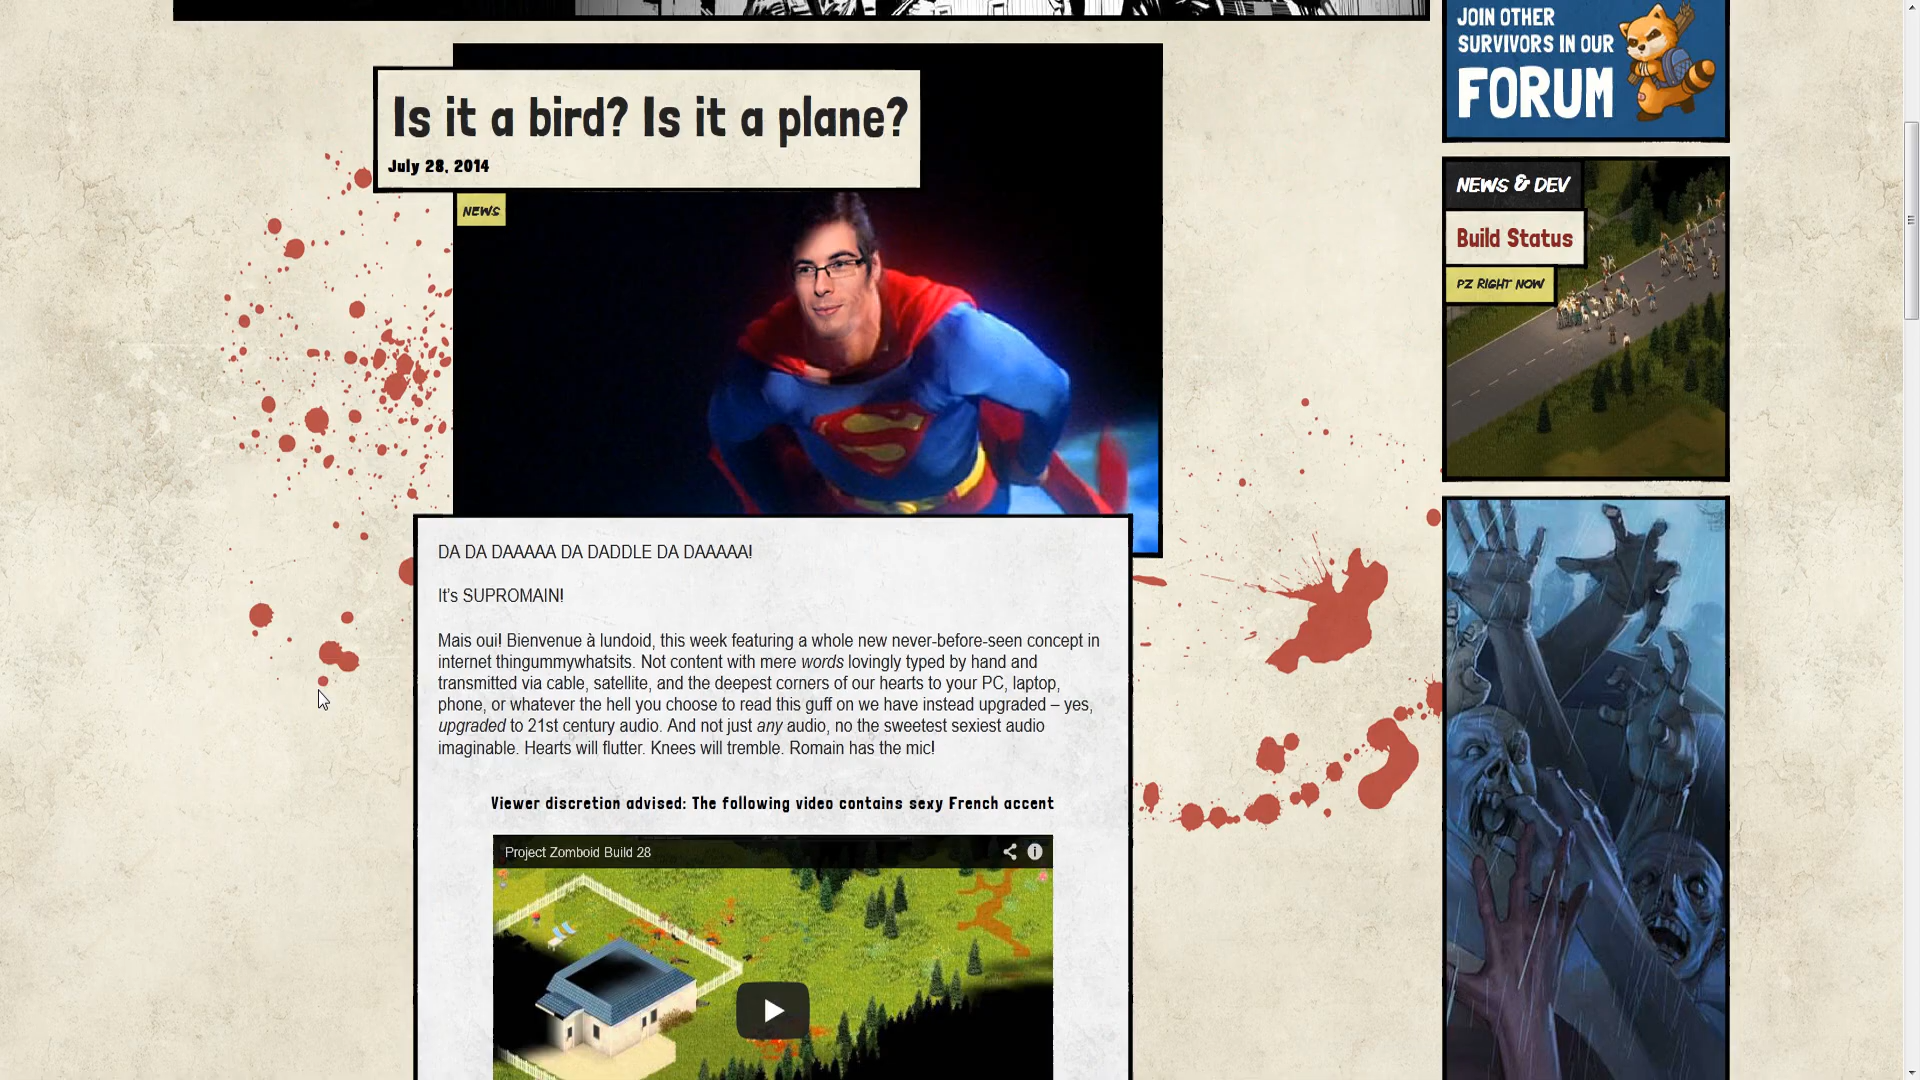 JOIN OTHER
SURVIVORS IN OUR
FORUM
Is it a bird? Is it a plane?
July 28, 2014
NEWS
NEWS & DEV
Build Status
PZ RIGHT NOW
DA DA DAAAAA DA DADDLE DA DAAAAA!
It's SUPROMAIN!
Mais oui! Bienvenue à lundoid, this week featuring a whole new never-before-seen concept in
internet thingummywhatsits. Not content with mere words lovingly typed by hand and
transmitted via cable, satellite, and the deepest corners of our hearts to your PC, laptop,
phone, or whatever the hell you choose to read this guff on we have instead upgraded – yes,
upgraded to 21st century audio. And not just any audio, no the sweetest sexiest audio
imaginable. Hearts will flutter. Knees will tremble. Romain has the mic!
Viewer discretion advised: The following video contains sexy French accent
Project Zomboid Build 28